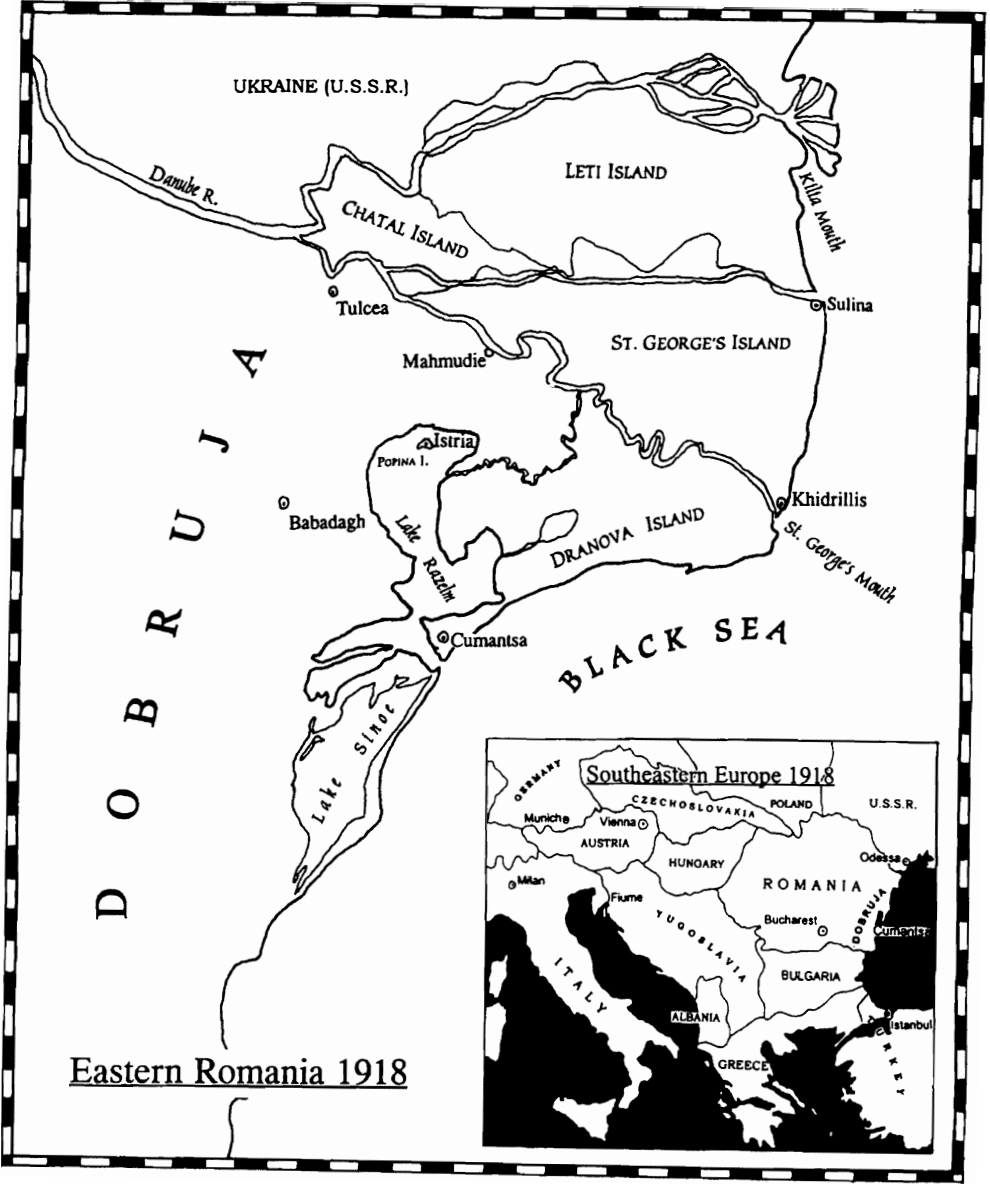 UKRAINE (U.S.S.R.)
LETI ISLAND
Danube R.
Kilia Mouth
CHATAL ISLAND
Tulcea
Sulina
ST. GEORGE'S ISLAND
Mahmudie
DOBRUJA
Istria
POPINA I.
Khidrillis
Babadagh
Lake Razelm
DRANOVA ISLAND
St. George's Mouth
Cumantsa
BLACK SEA
Lake Sinoe
Eastern Romania 1918
Southeastern Europe 1918
GERMANY
CZECHOSLOVAKIA
POLAND
U.S.S.R.
Munich
Vienna
AUSTRIA
HUNGARY
Odessa
Milan
ROMANIA
Fiume
YUGOSLAVIA
Bucharest
DOBRUJA
Cumantsa
ITALY
BULGARIA
ALBANIA
Istanbul
TURKEY
GREECE